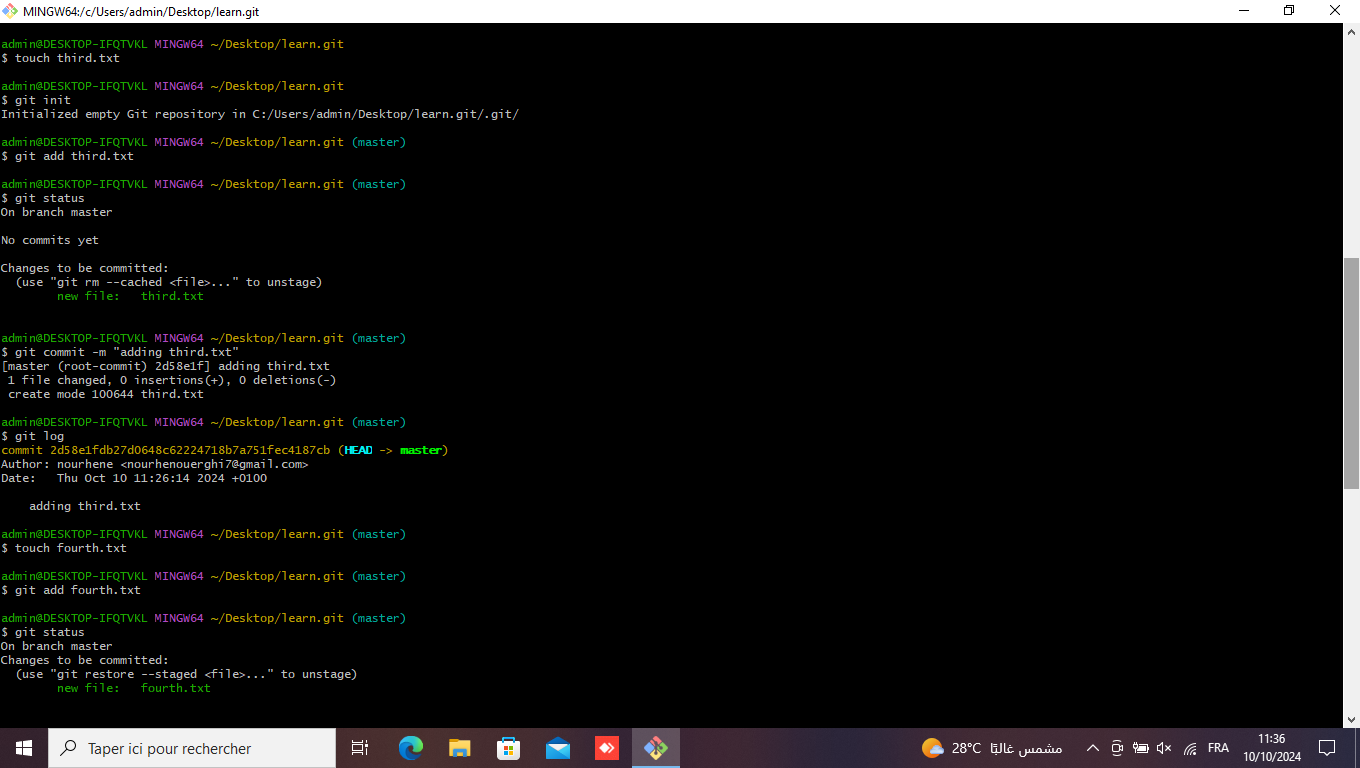 MINGW64:/c/Users/admin/Desktop/learn.git
admin@DESKTOP-IFQTVKL MINGW64 ~/Desktop/learn.git
$ touch third.txt
admin@DESKTOP-IFQTVKL MINGW64 ~/Desktop/learn.git
$ git init
Initialized empty Git repository in C:/Users/admin/Desktop/learn.git/.git/
admin@DESKTOP-IFQTVKL MINGW64 ~/Desktop/learn.git (master)
$ git add third.txt
admin@DESKTOP-IFQTVKL MINGW64 ~/Desktop/learn.git (master)
$ git status
On branch master
No commits yet
Changes to be committed:
(use "git rm --cached <file>..." to unstage)
new file:   third.txt
admin@DESKTOP-IFQTVKL MINGW64 ~/Desktop/learn.git (master)
$ git commit -m "adding third.txt"
[master (root-commit) 2d58e1f] adding third.txt
1 file changed, 0 insertions(+), 0 deletions(-)
create mode 100644 third.txt
admin@DESKTOP-IFQTVKL MINGW64 ~/Desktop/learn.git (master)
$ git log
commit 2d58e1fdb27d0648c62224718b7a751fec4187cb (HEAD -> master)
Author: nourhene <nourhenouerghi7@gmail.com>
Date:   Thu Oct 10 11:26:14 2024 +0100
adding third.txt
admin@DESKTOP-IFQTVKL MINGW64 ~/Desktop/learn.git (master)
$ touch fourth.txt
admin@DESKTOP-IFQTVKL MINGW64 ~/Desktop/learn.git (master)
$ git add fourth.txt
admin@DESKTOP-IFQTVKL MINGW64 ~/Desktop/learn.git (master)
$ git status
On branch master
Changes to be committed:
(use "git restore --staged <file>..." to unstage)
new file:   fourth.txt
Taper ici pour rechercher
28°C مشمس غالبًا
FRA
11:36
10/10/2024